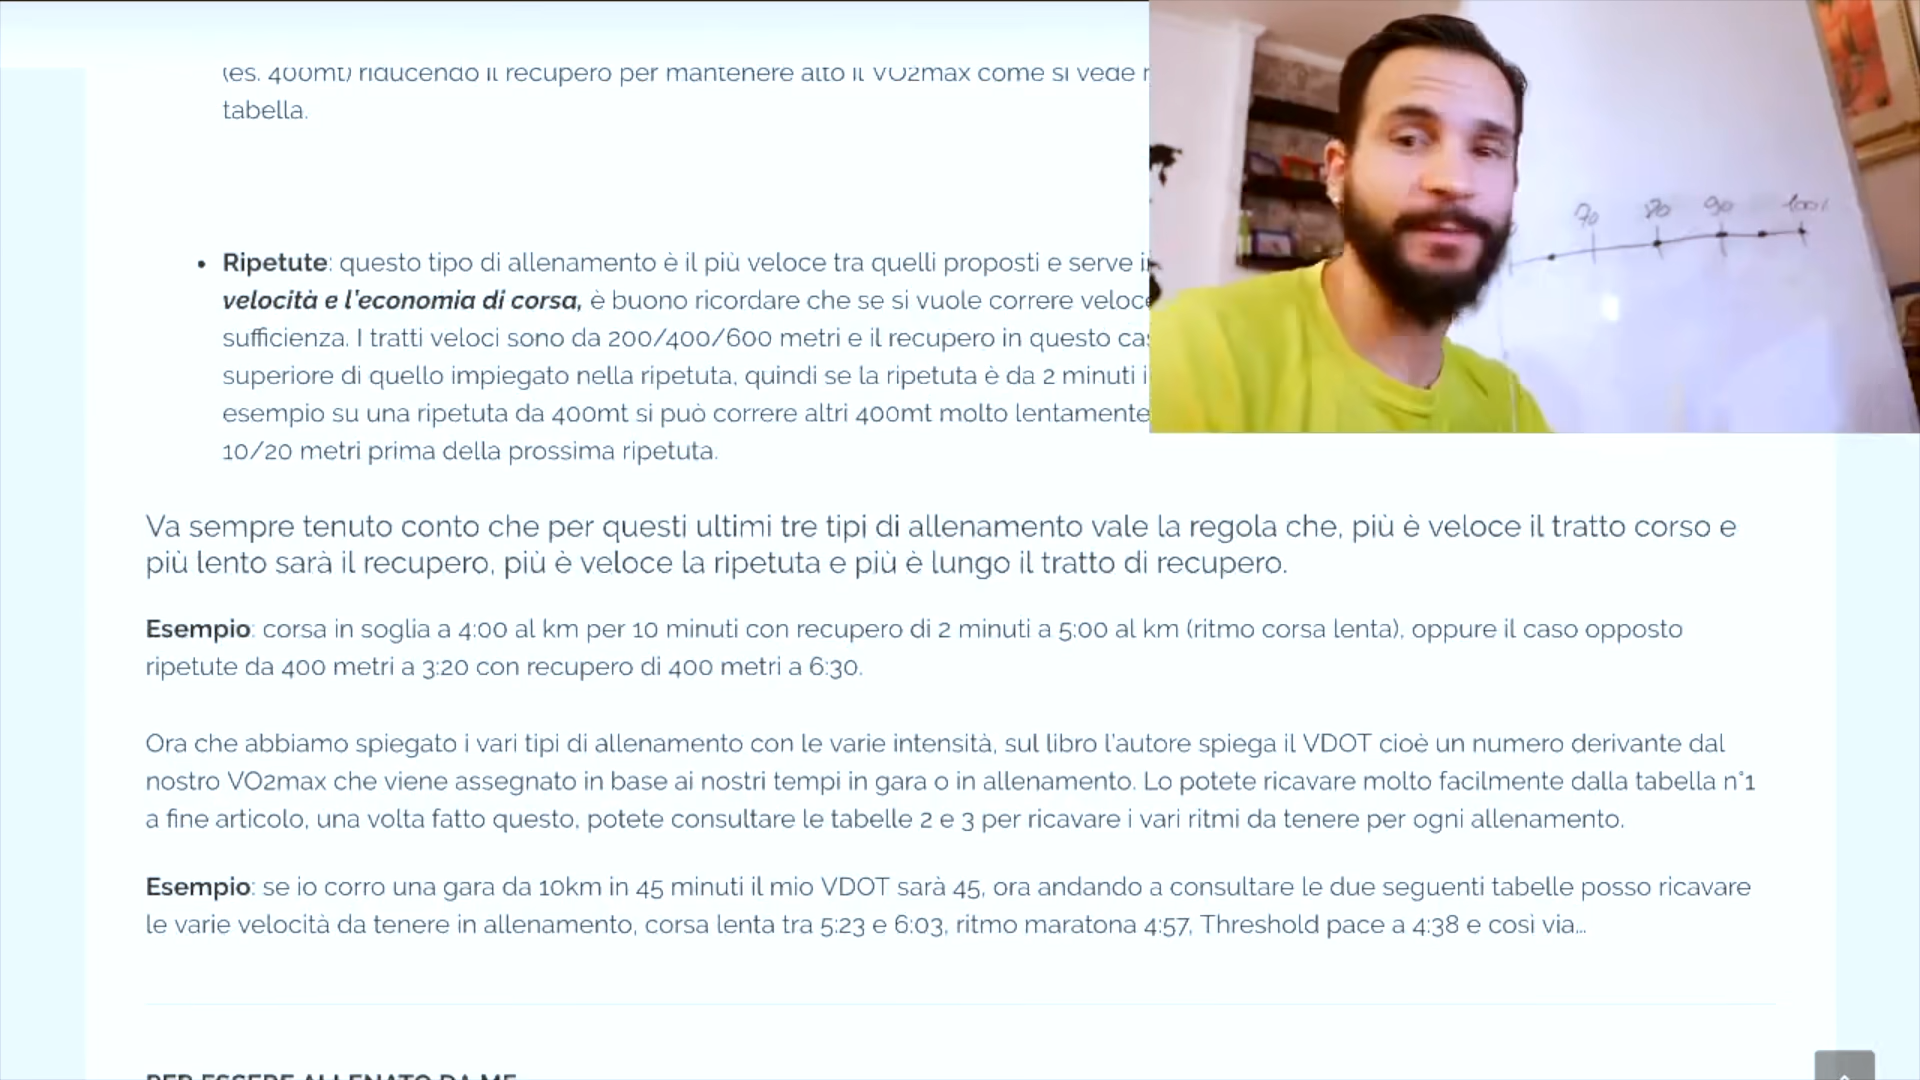 (es. 400mt) riducendo il recupero per mantenere alto il VO2max come si vede
tabella.
Ripetute: questo tipo di allenamento è il più veloce tra quelli proposti e serve
velocità e l'economia di corsa, è buono ricordare che se si vuole correre veloce
sufficienza. I tratti veloci sono da 200/400/600 metri e il recupero in questo
superiore di quello impiegato nella ripetuta, quindi se la ripetuta è da 2 minuti
esempio su una ripetuta da 400mt si può correre altri 400mt molto lentamente
10/20 metri prima della prossima ripetuta.
70 80 90 100%
Va sempre tenuto conto che per questi ultimi tre tipi di allenamento vale la regola che, più è veloce il tratto corso e
più lento sarà il recupero, più è veloce la ripetuta e più è lungo il tratto di recupero.
Esempio: corsa in soglia a 4:00 al km per 10 minuti con recupero di 2 minuti a 5:00 al km (ritmo corsa lenta), oppure il caso opposto
ripetute da 400 metri a 3:20 con recupero di 400 metri a 6:30.
Ora che abbiamo spiegato i vari tipi di allenamento con le varie intensità, sul libro l'autore spiega il VDOT cioè un numero derivante dal
nostro VO2max che viene assegnato in base ai nostri tempi in gara o in allenamento. Lo potete ricavare molto facilmente dalla tabella n°1
a fine articolo, una volta fatto questo, potete consultare le tabelle 2 e 3 per ricavare i vari ritmi da tenere per ogni allenamento.
Esempio: se io corro una gara da 10km in 45 minuti il mio VDOT sarà 45, ora andando a consultare le due seguenti tabelle posso ricavare
le varie velocità da tenere in allenamento, corsa lenta tra 5:23 e 6:03, ritmo maratona 4:57, Threshold pace a 4:38 e così via...
PER ESSERE ALLENATO DA ME